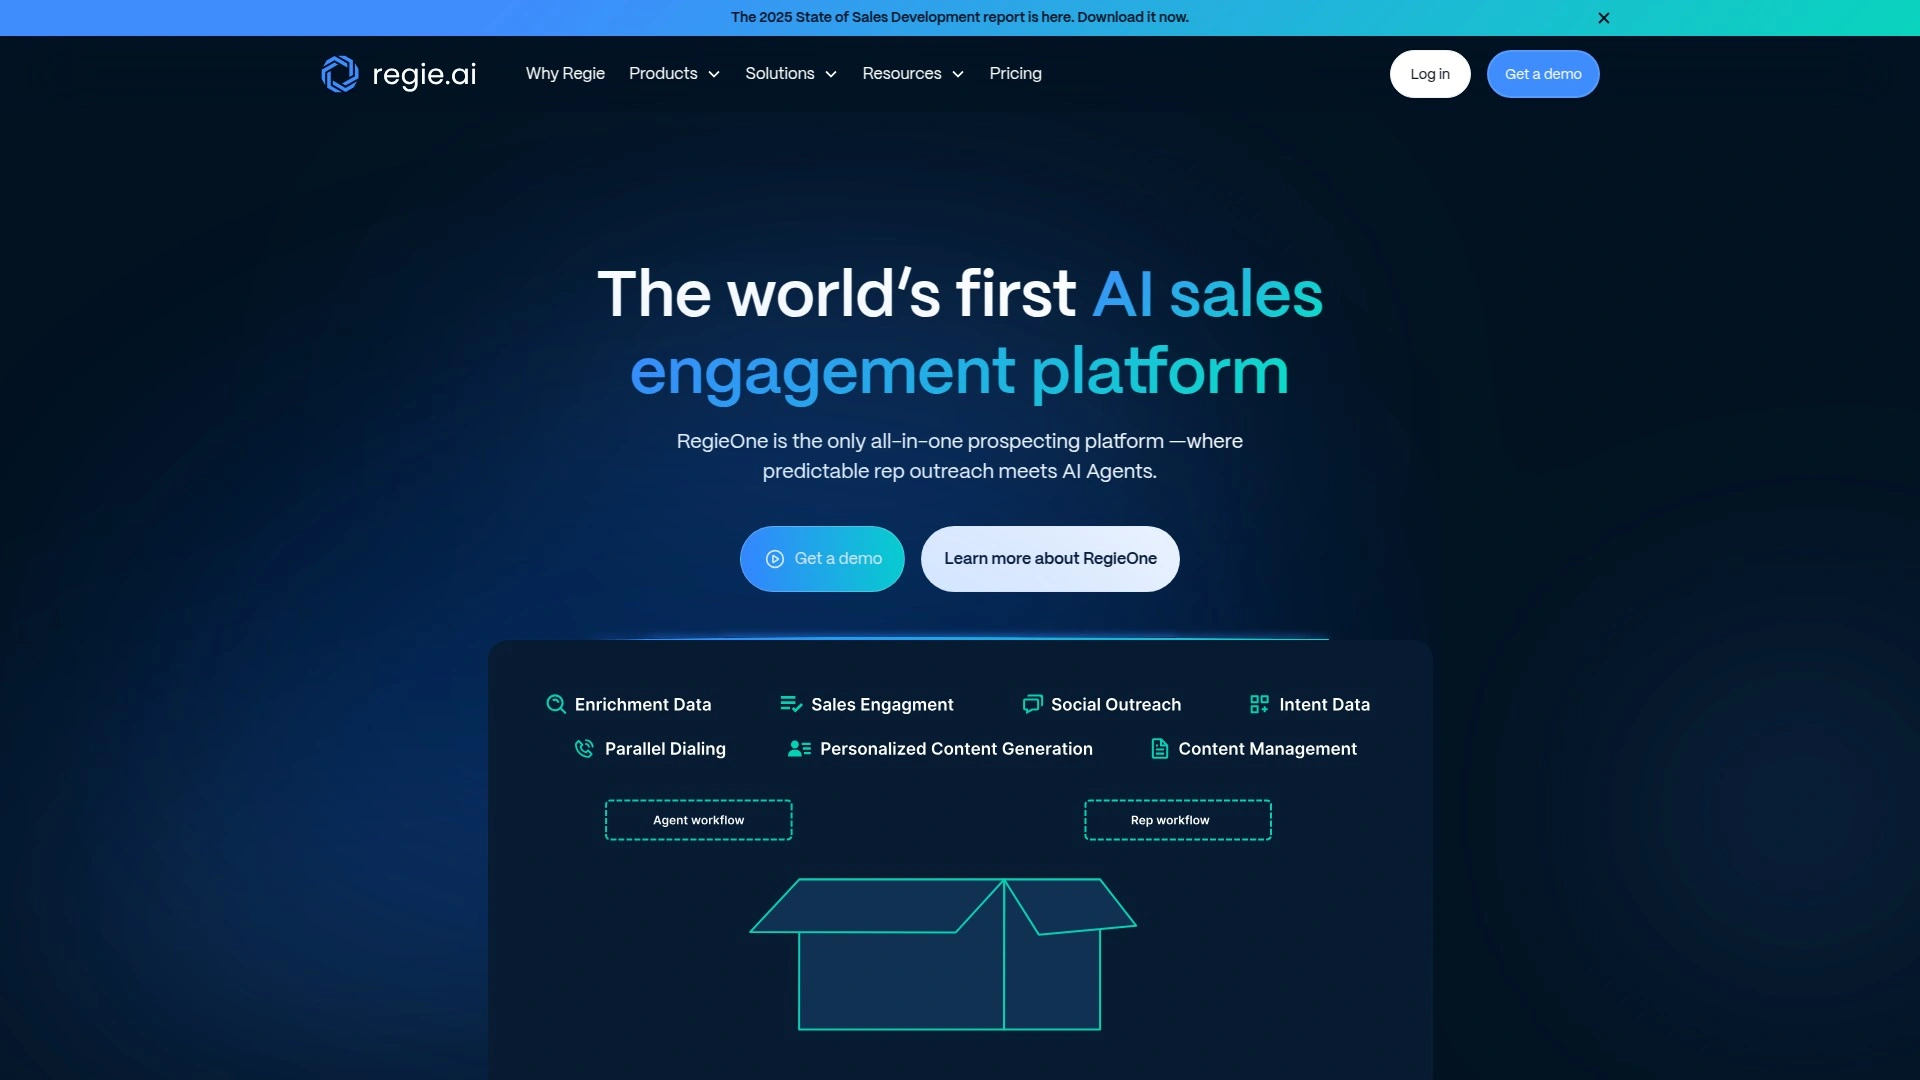 The 2025 State of Sales Development report is here. Download it now.
regie.ai
Why Regie
Products
Solutions
Resources
Pricing
Log in
Get a demo
The world's first AI sales
engagement platform
RegieOne is the only all-in-one prospecting platform —where
predictable rep outreach meets AI Agents.
Get a demo
Learn more about RegieOne
Enrichment Data
Sales Engagment
Social Outreach
Intent Data
Parallel Dialing
Personalized Content Generation
Content Management
Agent workflow
Rep workflow